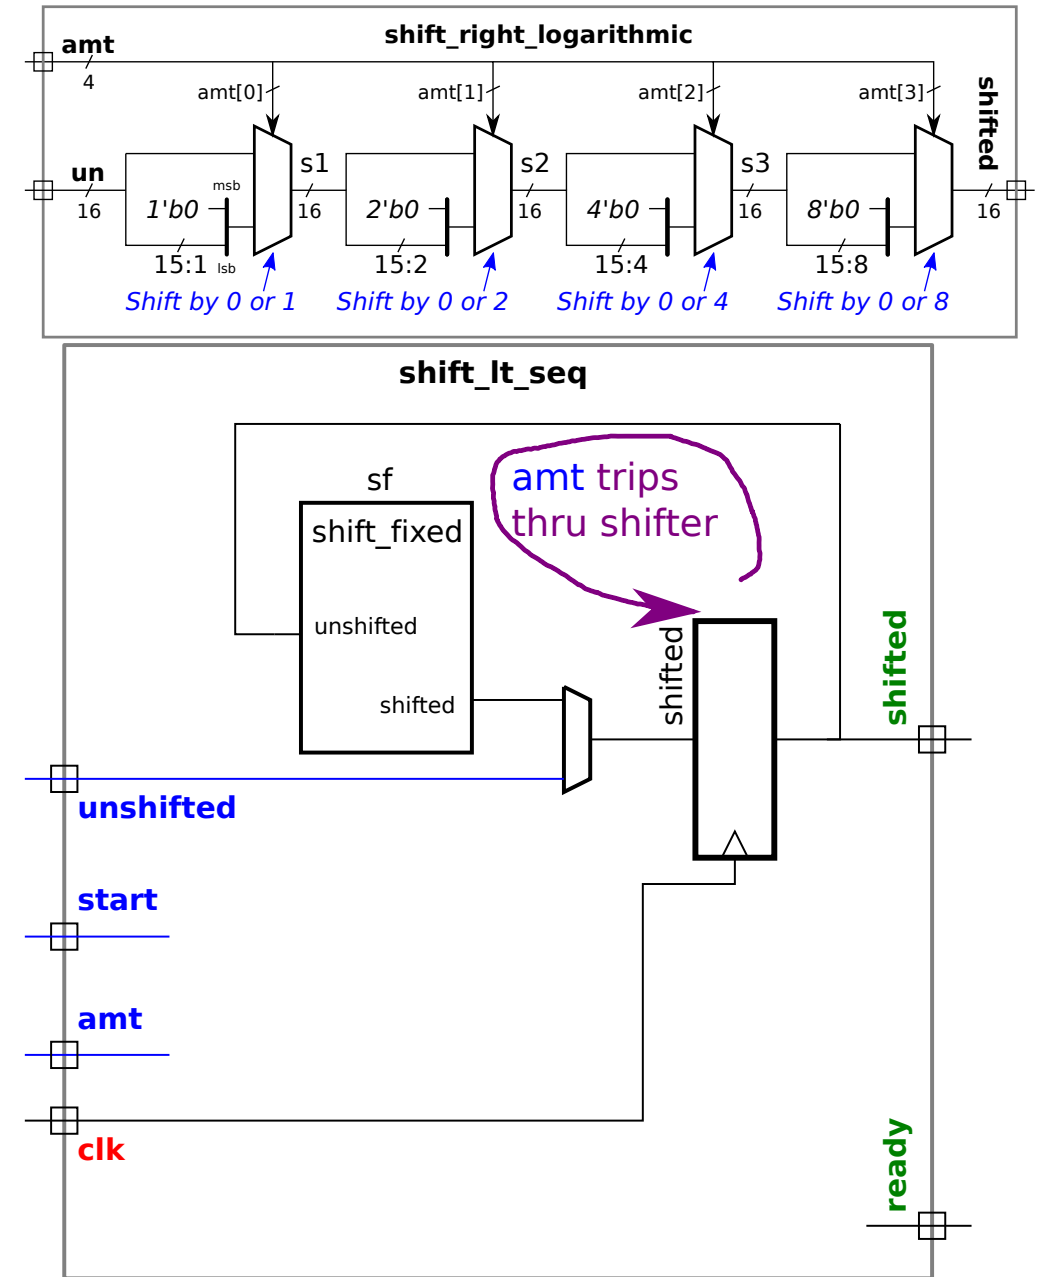 shift_right_logarithmic
amt
4
amt[0]
amt[1]
amt[2]
amt[3]
shifted
un
16
msb
1'b0
15:1
lsb
s1
16
2'b0
15:2
s2
16
4'b0
15:4
s3
16
8'b0
15:8
16
Shift by 0 or 1
Shift by 0 or 2
Shift by 0 or 4
Shift by 0 or 8
shift_lt_seq
sf
shift_fixed
unshifted
shifted
amt trips
thru shifter
shifted
shifted
unshifted
start
amt
clk
ready